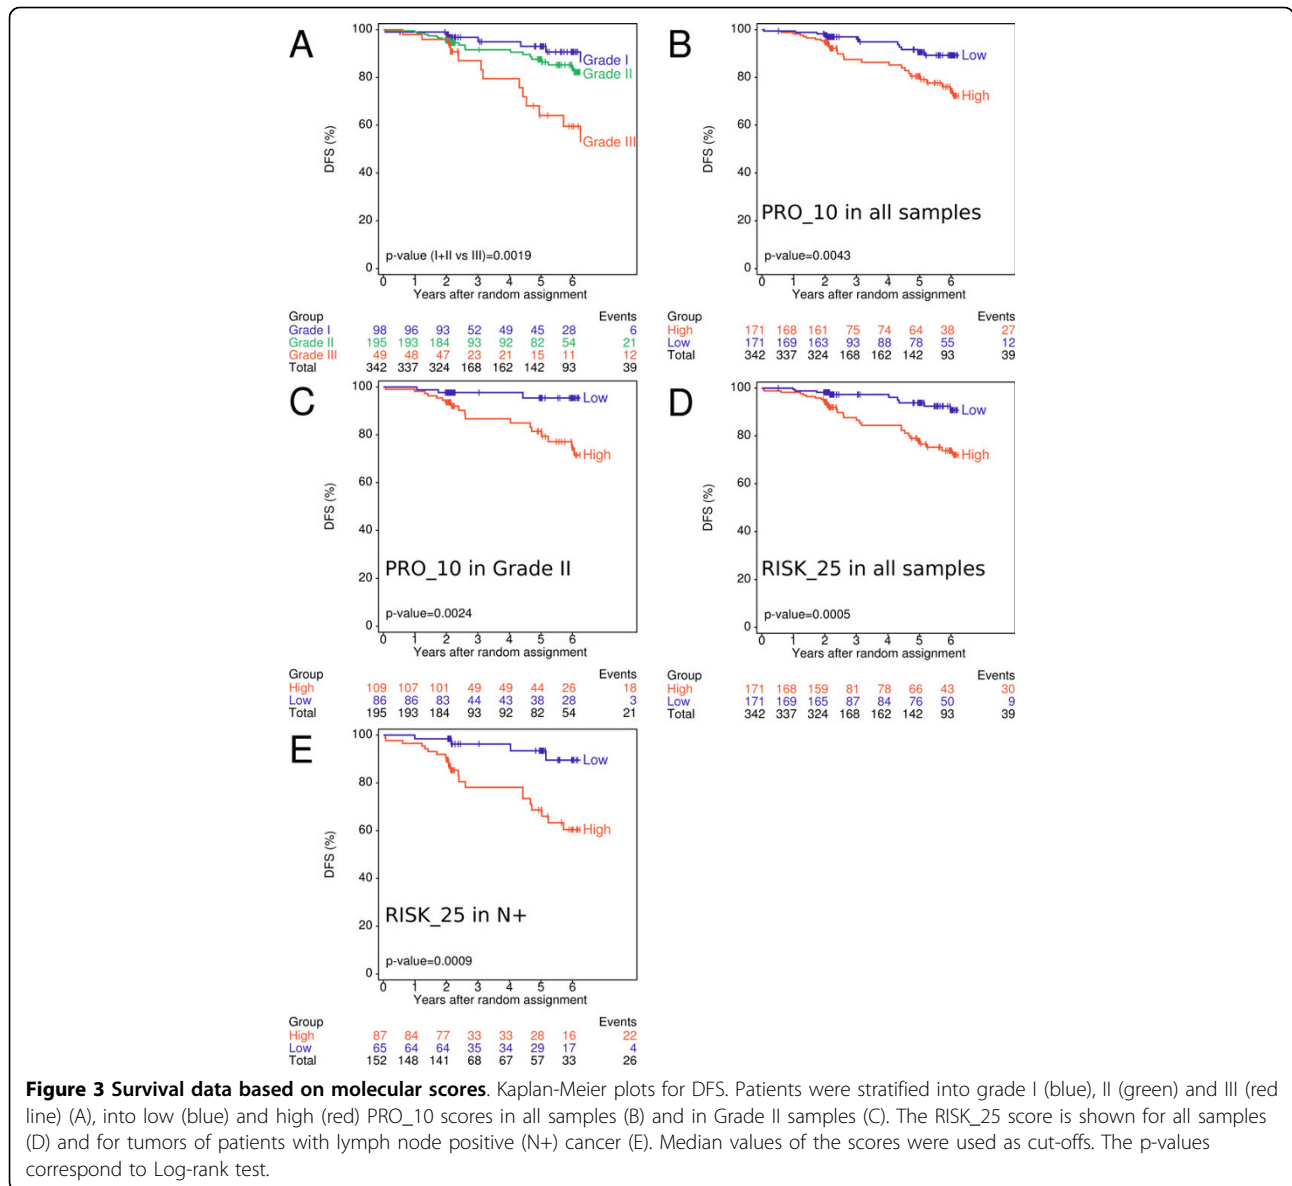 A
100
80
60
40
20
0
DFS (%)
Grade I
Grade II
Grade III
p-value (I+II vs III)=0.0019
0 1 2 3 4 5 6
Years after random assignment
Group Events
Grade I 98 96 93 52 49 45 28 6
Grade II 195 193 184 93 92 82 54 21
Grade III 49 48 47 23 21 15 11 12
Total 342 337 324 168 162 142 93 39
B
100
80
60
40
20
0
DFS (%)
Low
High
PRO_10 in all samples
p-value=0.0043
0 1 2 3 4 5 6
Years after random assignment
Group Events
High 171 168 161 75 74 64 38 27
Low 171 169 163 93 88 78 55 12
Total 342 337 324 168 162 142 93 39
C
100
80
60
40
20
0
DFS (%)
Low
High
PRO_10 in Grade II
p-value=0.0024
0 1 2 3 4 5 6
Years after random assignment
Group Events
High 109 107 101 49 49 44 26 18
Low 86 86 83 44 43 38 28 3
Total 195 193 184 93 92 82 54 21
D
100
80
60
40
20
0
DFS (%)
Low
High
RISK_25 in all samples
p-value=0.0005
0 1 2 3 4 5 6
Years after random assignment
Group Events
High 171 168 159 81 78 66 43 30
Low 171 169 165 87 84 76 50 9
Total 342 337 324 168 162 142 93 39
E
100
80
60
40
20
0
DFS (%)
Low
High
RISK_25 in N+
p-value=0.0009
0 1 2 3 4 5 6
Years after random assignment
Group Events
High 87 84 77 33 33 28 16 22
Low 65 64 64 35 34 29 17 4
Total 152 148 141 68 67 57 33 26
Figure 3 Survival data based on molecular scores. Kaplan-Meier plots for DFS. Patients were stratified into grade I (blue), II (green) and III (red
line) (A), into low (blue) and high (red) PRO_10 scores in all samples (B) and in Grade II samples (C). The RISK_25 score is shown for all samples
(D) and for tumors of patients with lymph node positive (N+) cancer (E). Median values of the scores were used as cut-offs. The p-values
correspond to Log-rank test.